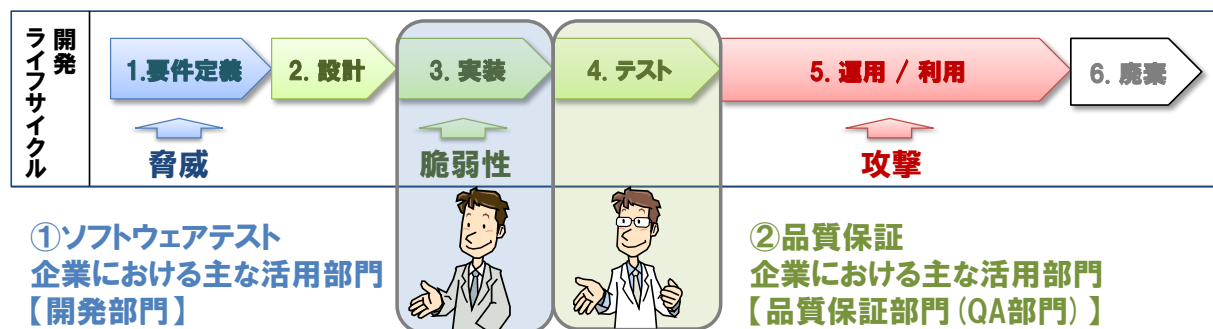 開発
ライフサイクル
1.要件定義
2. 設計
3. 実装
4. テスト
5. 運用 / 利用
6. 廃棄
脅威
脆弱性
攻撃
①ソフトウェアテスト
企業における主な活用部門
【開発部門】
②品質保証
企業における主な活用部門
【品質保証部門(QA部門) 】